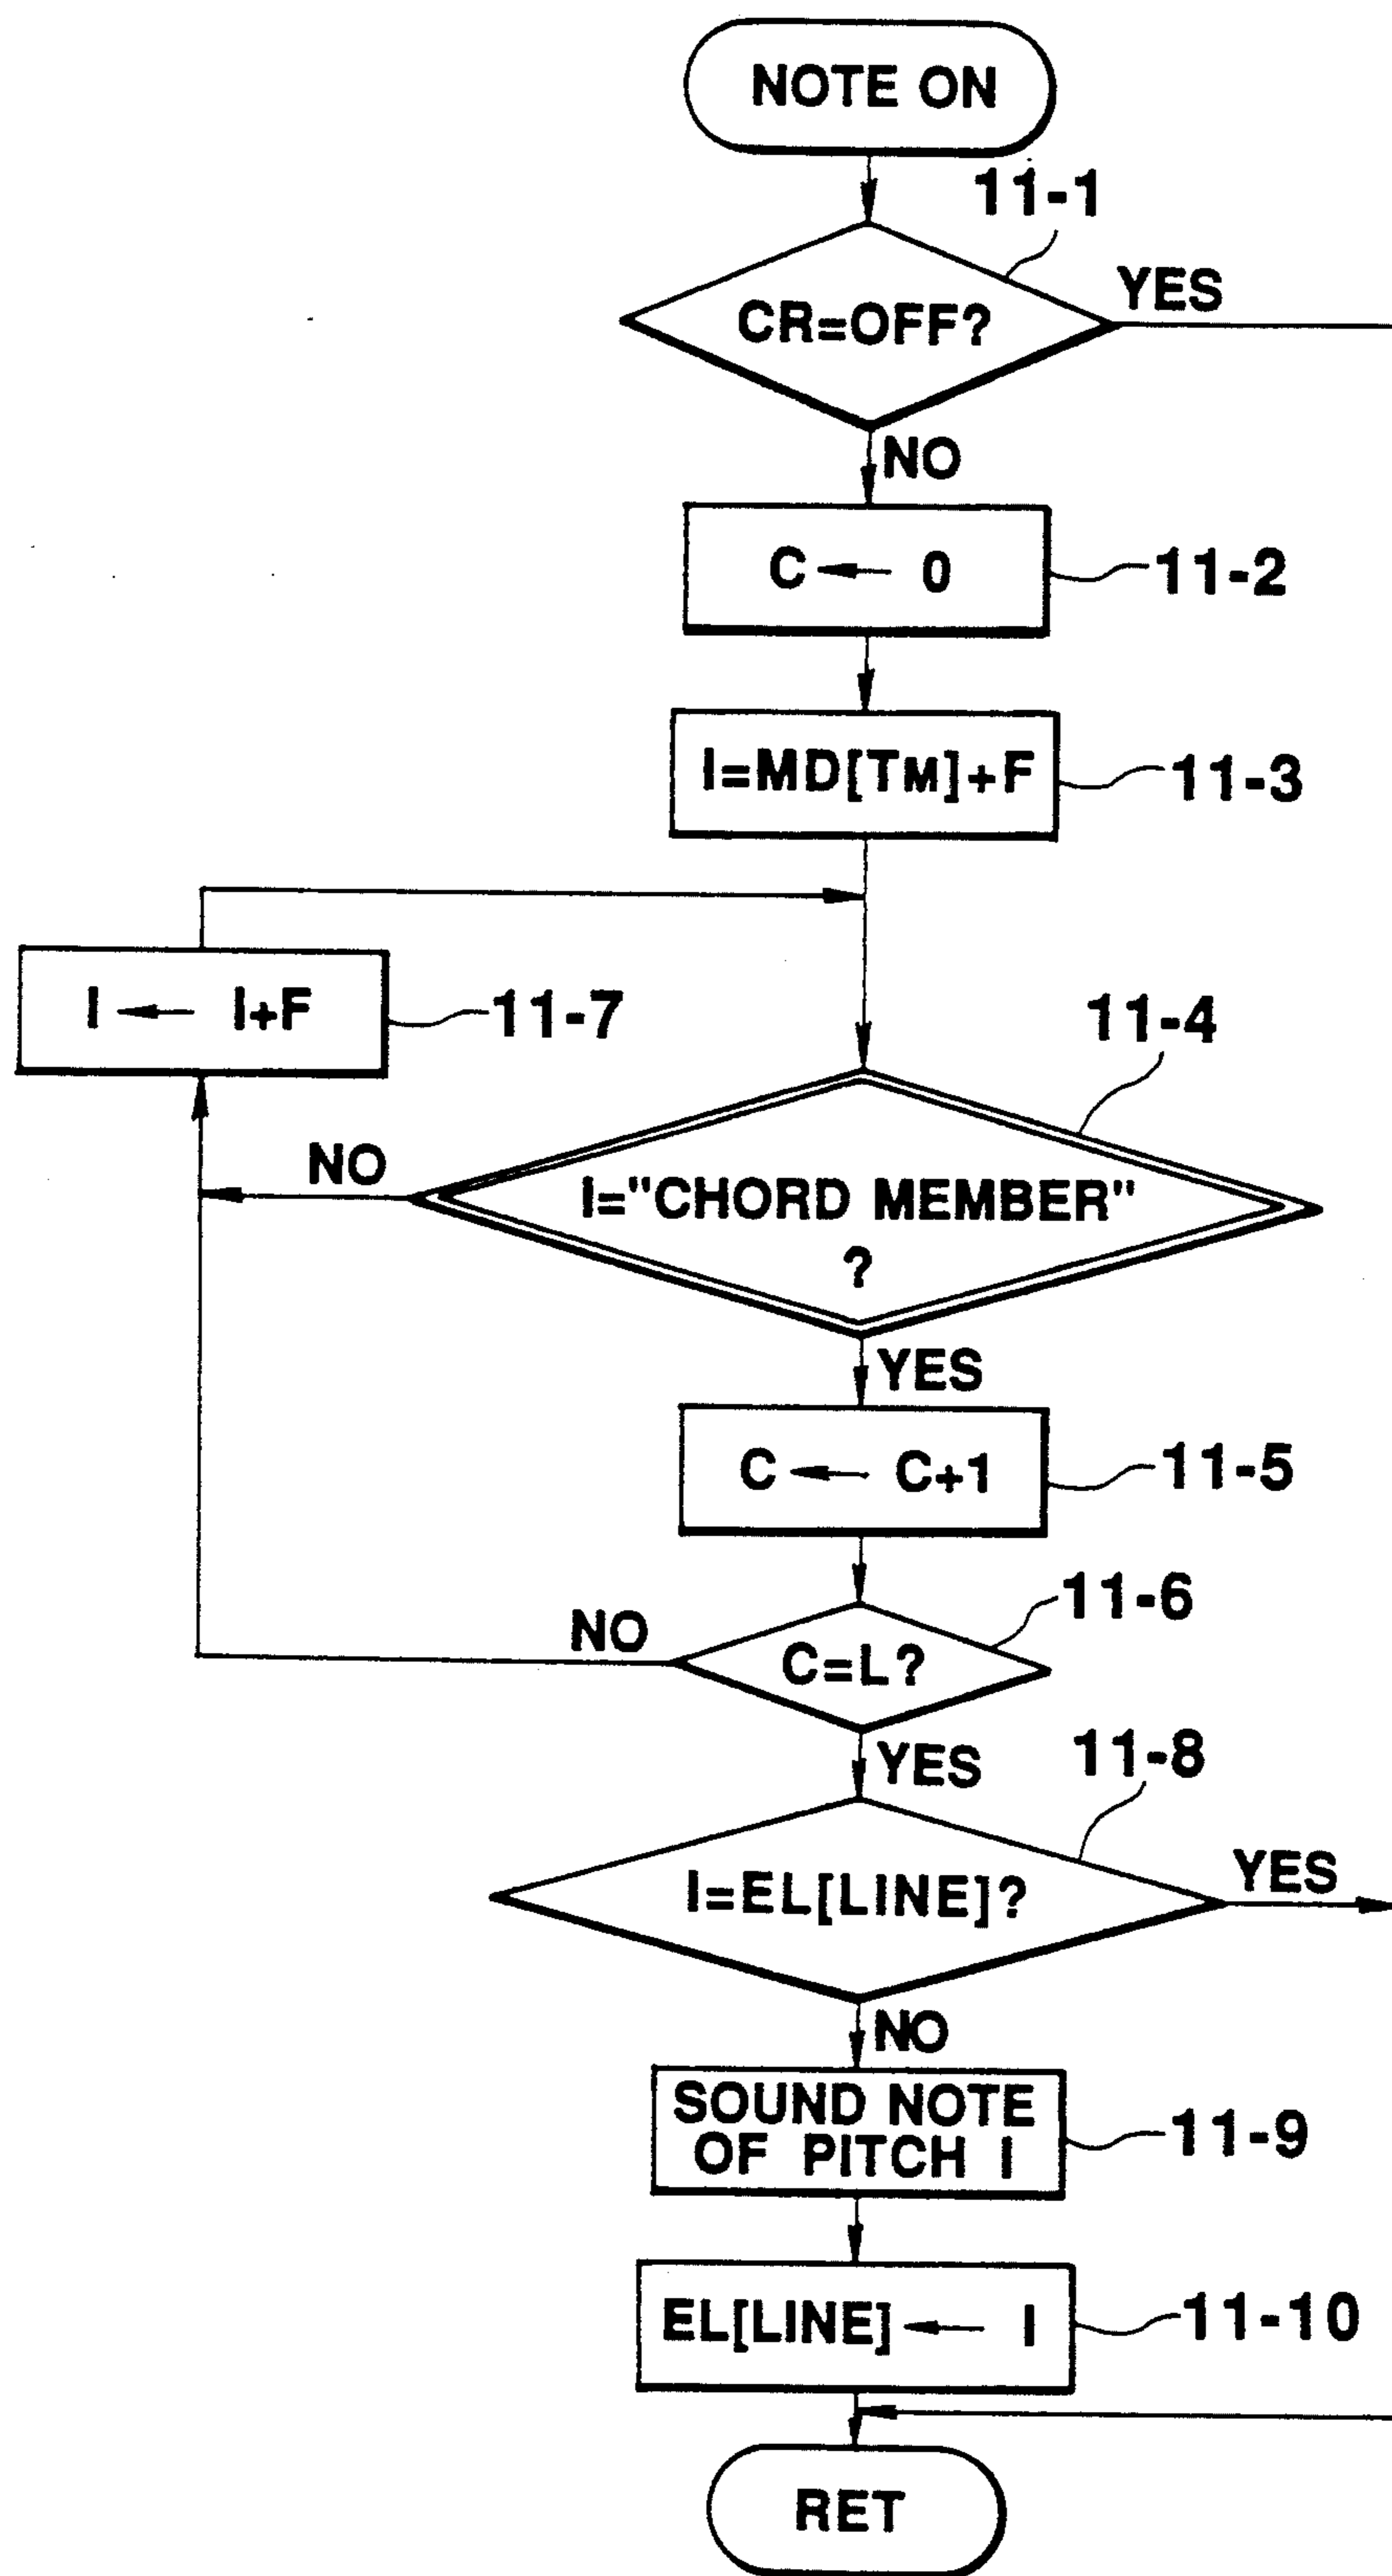 NOTE ON
11-1
CR=OFF?
YES
NO
C ← 0
11-2
I=MD[TM]+F
11-3
I ← I+F
11-7
11-4
NO
I="CHORD MEMBER"
?
YES
C ← C+1
11-5
11-6
NO
C=L?
YES
11-8
I=EL[LINE]?
YES
NO
SOUND NOTE
OF PITCH I
11-9
EL[LINE] ← I
11-10
RET